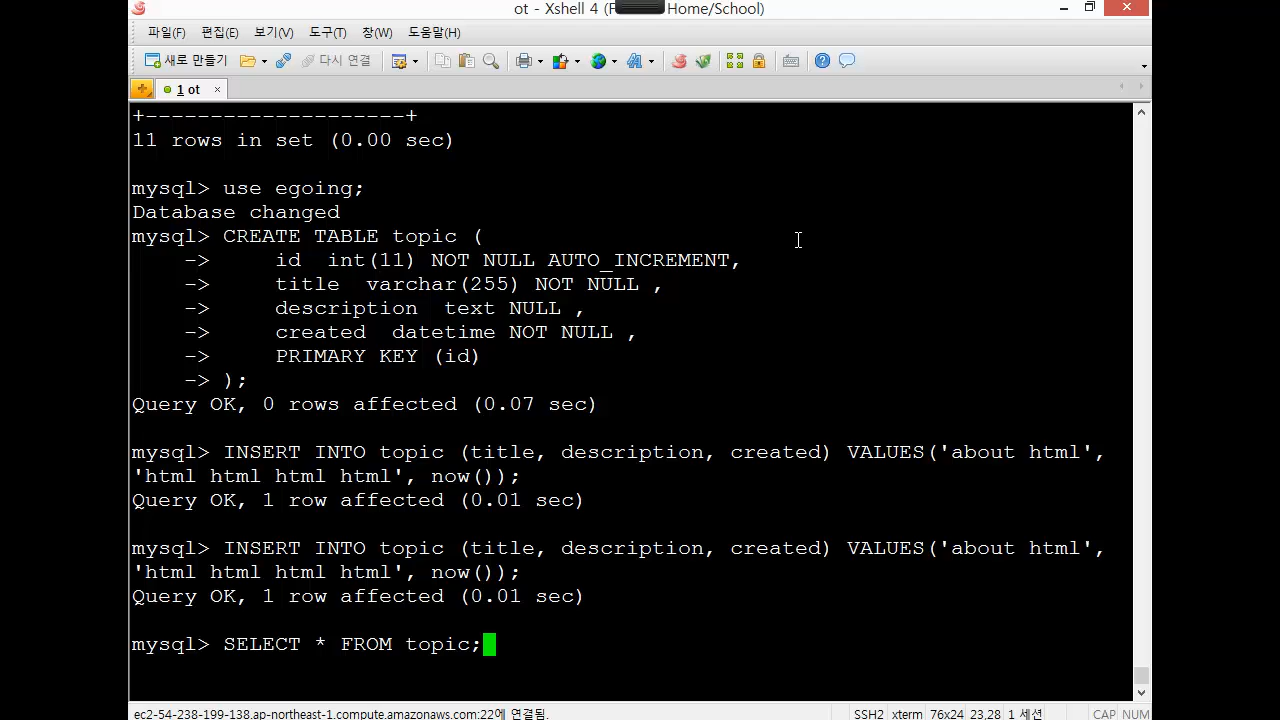 ot - Xshell 4 (F Home/School)
파일(F) 편집(E) 보기(V) 도구(T) 창(W) 도움말(H)
새로 만들기 다시 연결
1 ot
+---------------------+
11 rows in set (0.00 sec)
mysql> use egoing;
Database changed
mysql> CREATE TABLE topic (
-> id int(11) NOT NULL AUTO_INCREMENT,
-> title varchar(255) NOT NULL ,
-> description text NULL ,
-> created datetime NOT NULL ,
-> PRIMARY KEY (id)
-> );
Query OK, 0 rows affected (0.07 sec)
mysql> INSERT INTO topic (title, description, created) VALUES('about html',
'html html html html', now());
Query OK, 1 row affected (0.01 sec)
mysql> INSERT INTO topic (title, description, created) VALUES('about html',
'html html html html', now());
Query OK, 1 row affected (0.01 sec)
mysql> SELECT * FROM topic;
ec2-54-238-199-138.ap-northeast-1.compute.amazonaws.com:22에 연결됨. SSH2 xterm 76x24 23,28 1 세션 CAP NUM